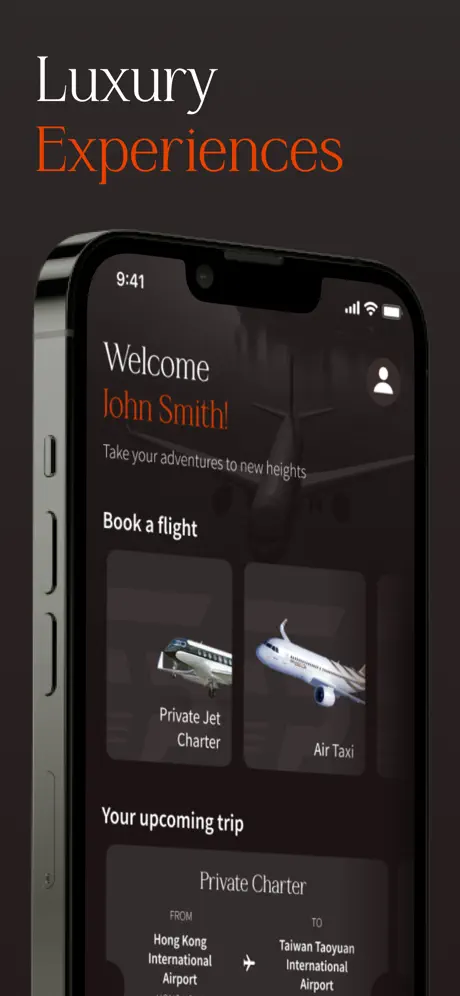 Luxury
Experiences
9:41
Welcome
John Smith!
Take your adventures to new heights
Book a flight
Private Jet
Charter
Air Taxi
Your upcoming trip
Private Charter
FROM
TO
Hong Kong
International
Airport
Taiwan Taoyuan
International
Airport